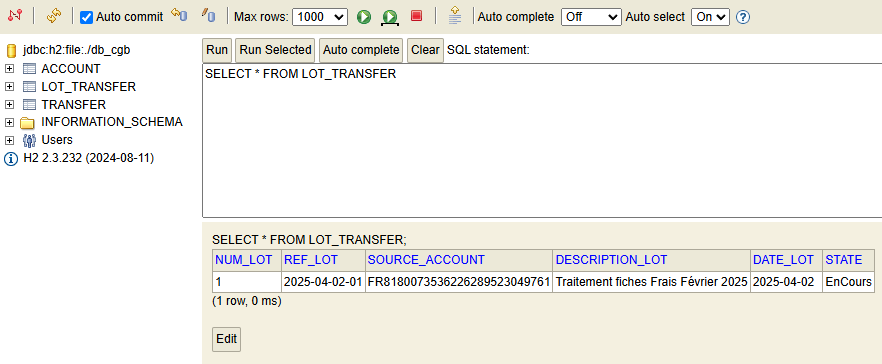 Auto commit Max rows: 1000 Auto complete Off Auto select On
jdbc:h2:file:./db_cgb
ACCOUNT
LOT_TRANSFER
TRANSFER
INFORMATION_SCHEMA
Users
H2 2.3.232 (2024-08-11)
Run Run Selected Auto complete Clear SQL statement:
SELECT * FROM LOT_TRANSFER
SELECT * FROM LOT_TRANSFER;
NUM_LOT REF_LOT SOURCE_ACCOUNT DESCRIPTION_LOT DATE_LOT STATE
1 2025-04-02-01 FR8180073536226289523049761 Traitement fiches Frais Février 2025 2025-04-02 EnCours
(1 row, 0 ms)
Edit